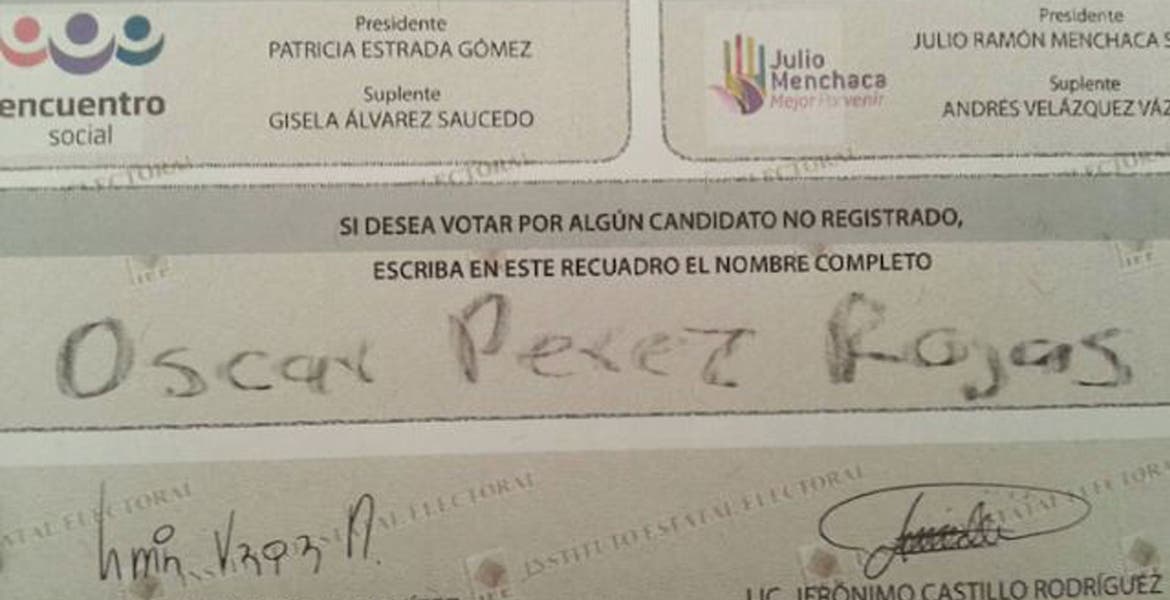 Presidente
PATRICIA ESTRADA GÓMEZ
Suplente
GISELA ÁLVAREZ SAUCEDO
encuentro
social
Presidente
JULIO RAMÓN MENCHACA S
Suplente
ANDRÉS VELÁZQUEZ VÁZ
Julio
Menchaca
Mejor Porvenir
SI DESEA VOTAR POR ALGÚN CANDIDATO NO REGISTRADO,
ESCRIBA EN ESTE RECUADRO EL NOMBRE COMPLETO
Oscar Perez Rojas
INSTITUTO ESTATAL ELECTORAL
LIC. JERÓNIMO CASTILLO RODRÍGUEZ